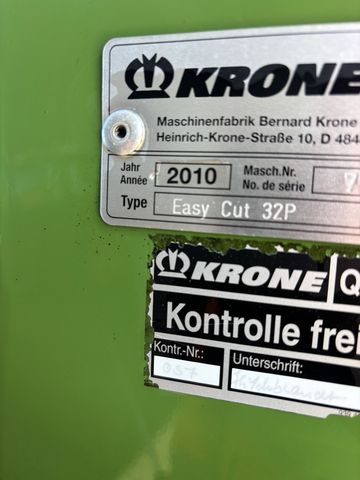 KRONE
Maschinenfabrik Bernard Krone
Heinrich-Krone-Straße 10, D 484
Jahr
Année
2010
Masch.Nr.
No. de série
Type
Easy Cut 32P
KRONE
Q
Kontrolle frei
Kontr.-Nr.:
Unterschrift:
057